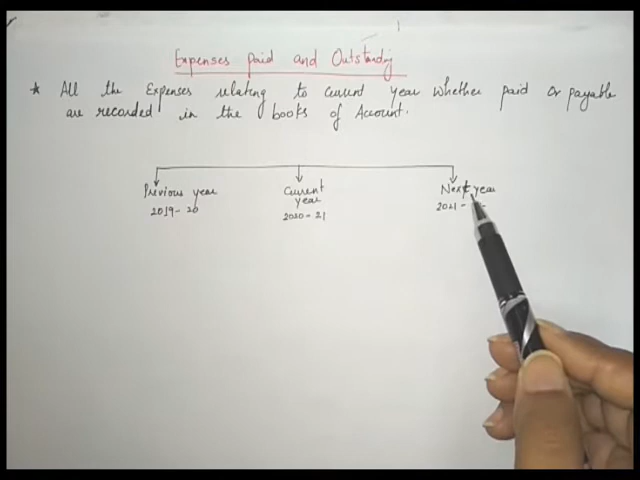 Expenses paid and Outstanding
* All the Expenses relating to current year whether paid or payable
are recorded in the books of Account.
Previous year Current year Next year
2019-20 2020-21 2021-